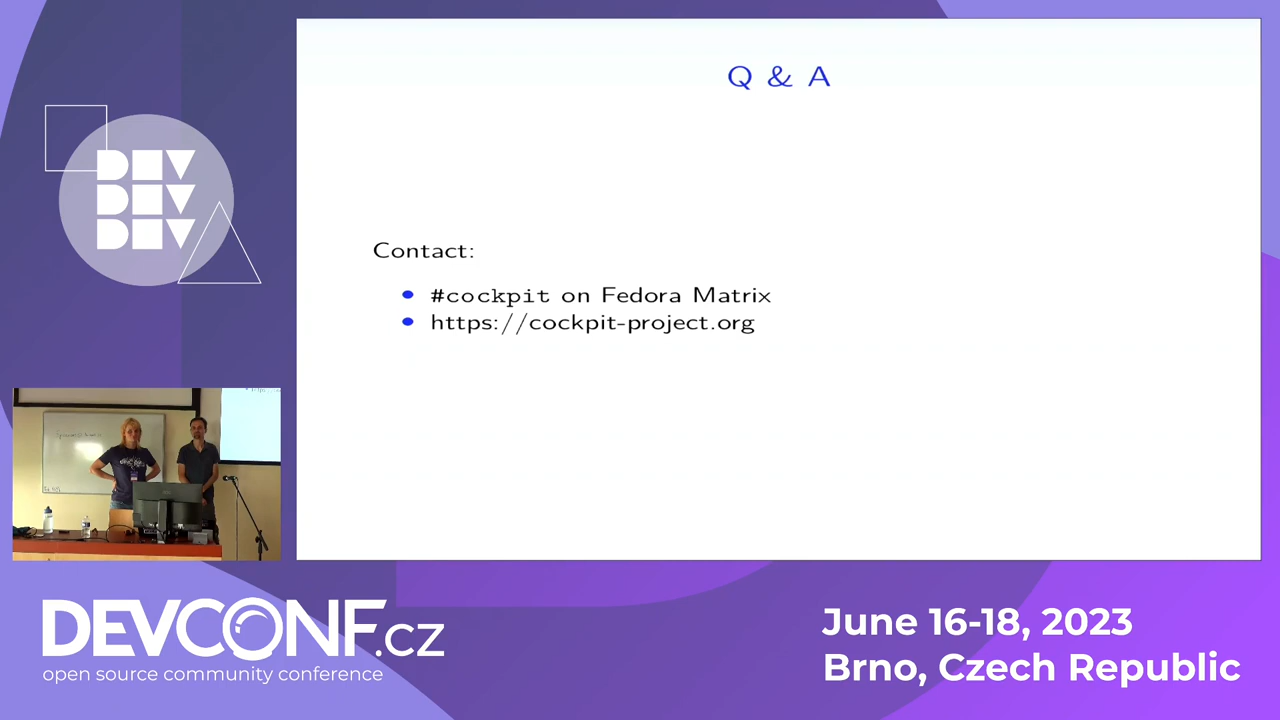 Q & A
Contact:
#cockpit on Fedora Matrix
https://cockpit-project.org
DEV
DEV
DEV
DEVCONF.cz
open source community conference
June 16-18, 2023
Brno, Czech Republic